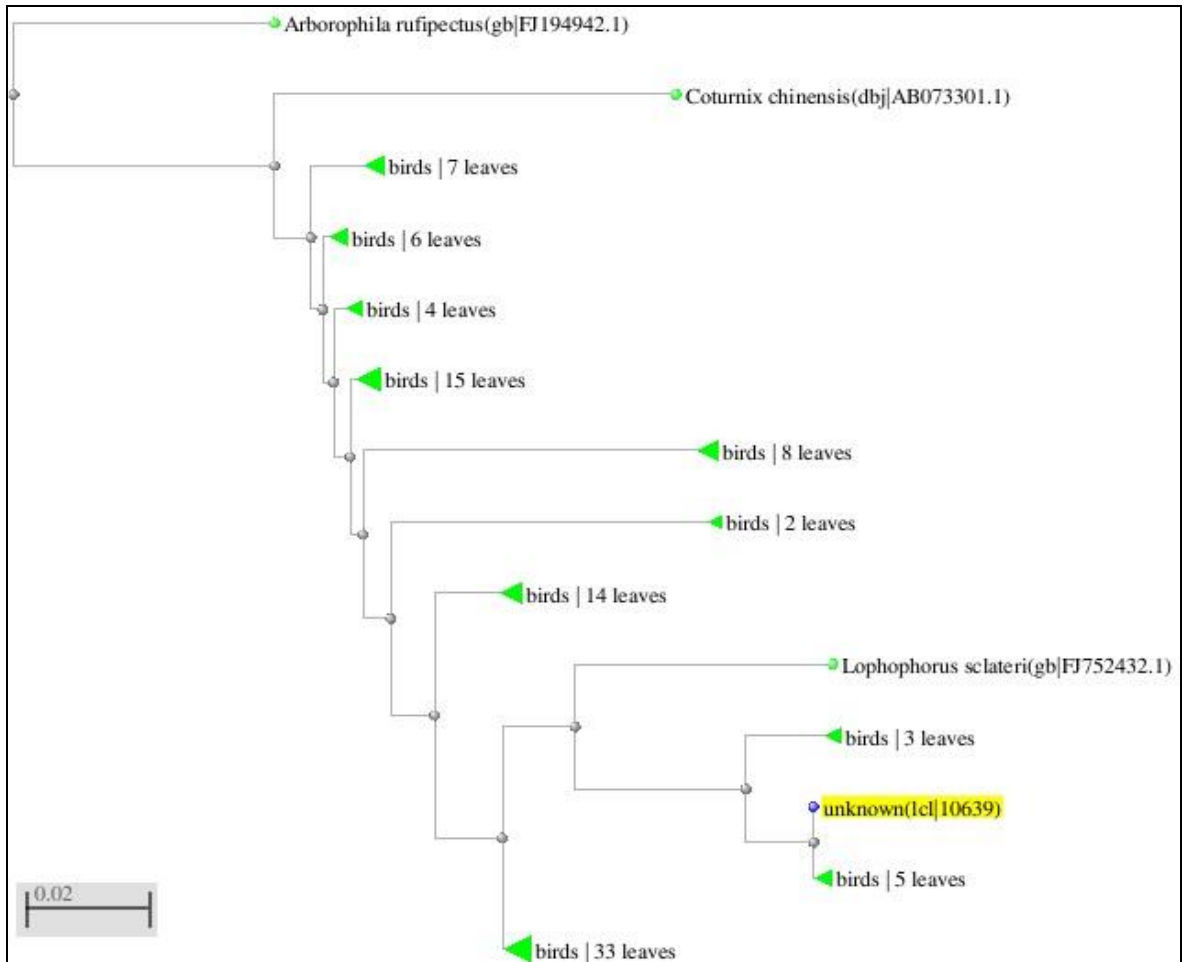 Arborophila rufipectus(gb|FJ194942.1)
Coturnix chinensis(dbj|AB073301.1)
birds | 7 leaves
birds | 6 leaves
birds | 4 leaves
birds | 15 leaves
birds | 8 leaves
birds | 2 leaves
birds | 14 leaves
Lophophorus sclateri(gb|FJ752432.1)
birds | 3 leaves
unknown(lcl|10639)
birds | 5 leaves
0.02
birds | 33 leaves